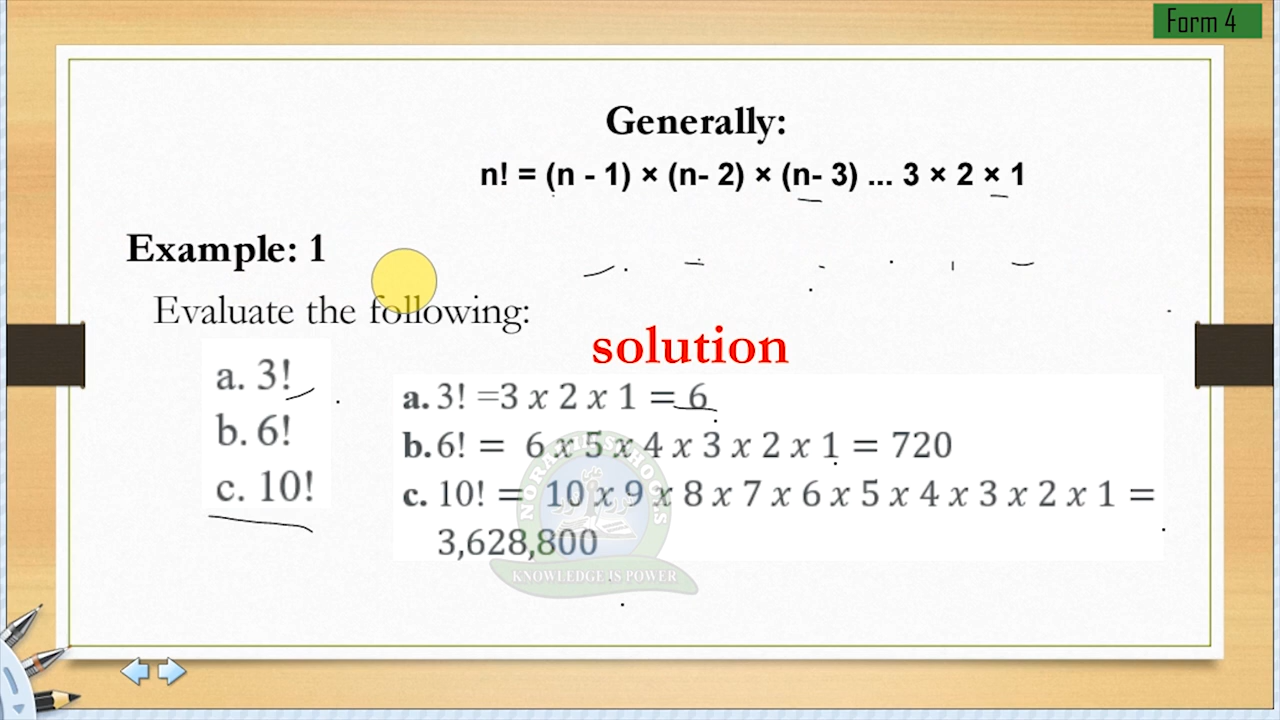 Form 4
Generally:
n! = (n - 1) × (n- 2) × (n- 3) ... 3 × 2 × 1
Example: 1
Evaluate the following:
a. 3!
b. 6!
c. 10!
solution
a. 3! =3 x 2 x 1 = 6
b. 6! = 6 x 5 x 4 x 3 x 2 x 1 = 720
c. 10! = 10 x 9 x 8 x 7 x 6 x 5 x 4 x 3 x 2 x 1 =
3,628,800
KNOWLEDGE IS POWER